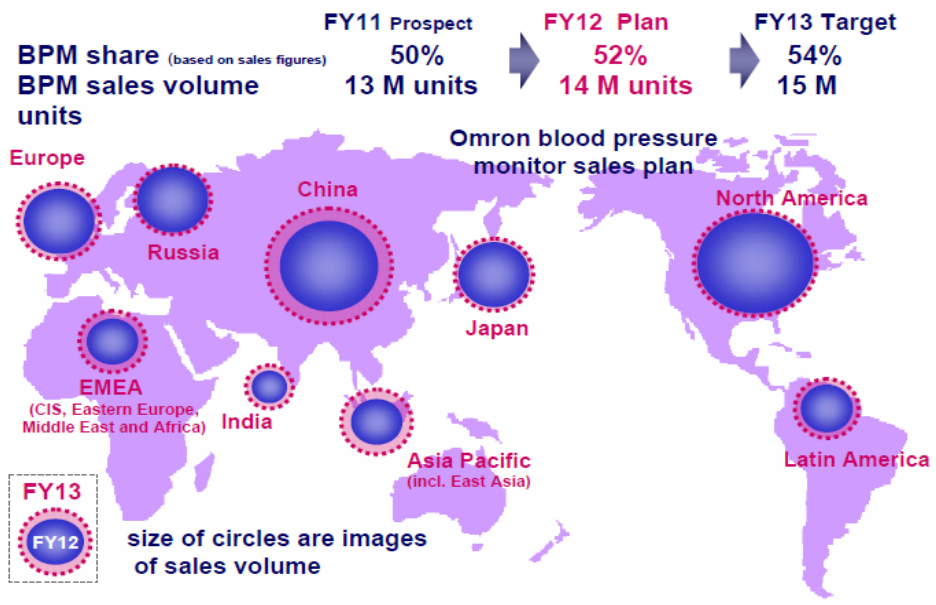 FY11 Prospect
FY12 Plan
FY13 Target
BPM share (based on sales figures)
50%
52%
54%
BPM sales volume
13 M units
14 M units
15 M
units
Omron blood pressure
monitor sales plan
Europe
China
North America
Russia
Japan
EMEA
(CIS, Eastern Europe,
Middle East and Africa)
India
Asia Pacific
(incl. East Asia)
Latin America
FY13
FY12
size of circles are images
of sales volume